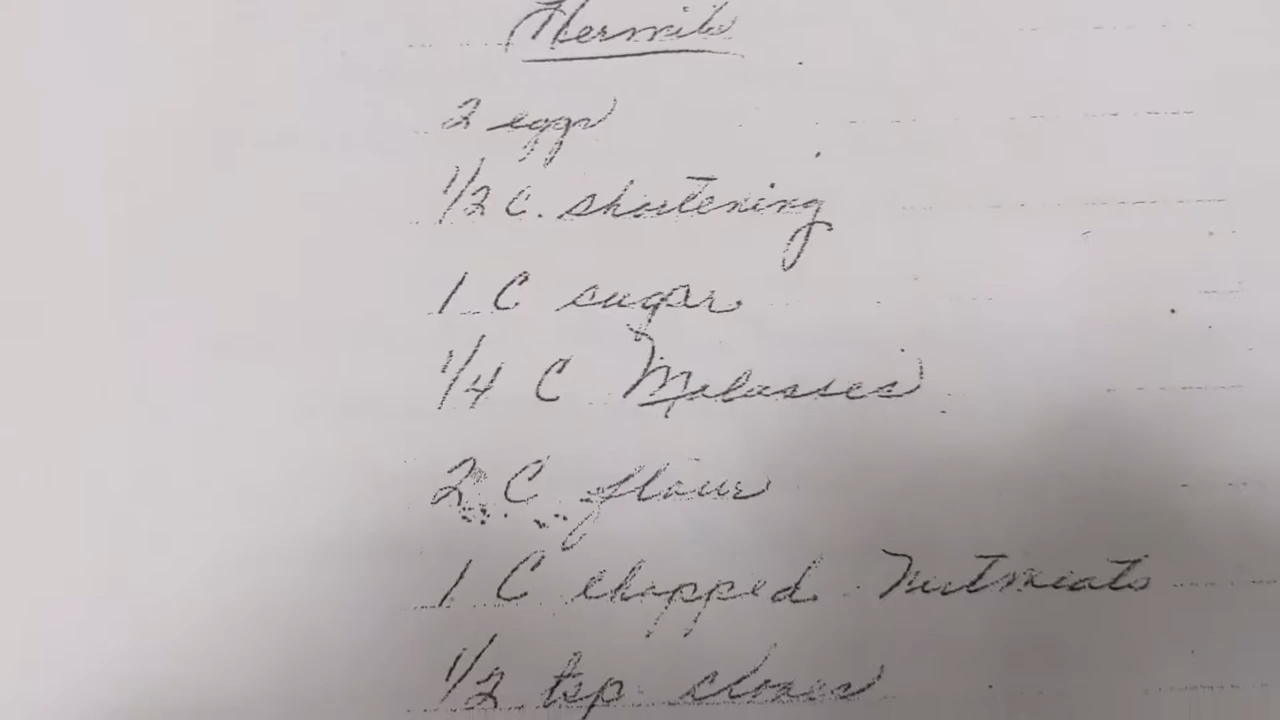 Hermits
2 eggs
1/2 C. shortening
1 C sugar
1/4 C Molasses
2 C flour
1 C chopped Nutmeats
1/2 tsp cloves